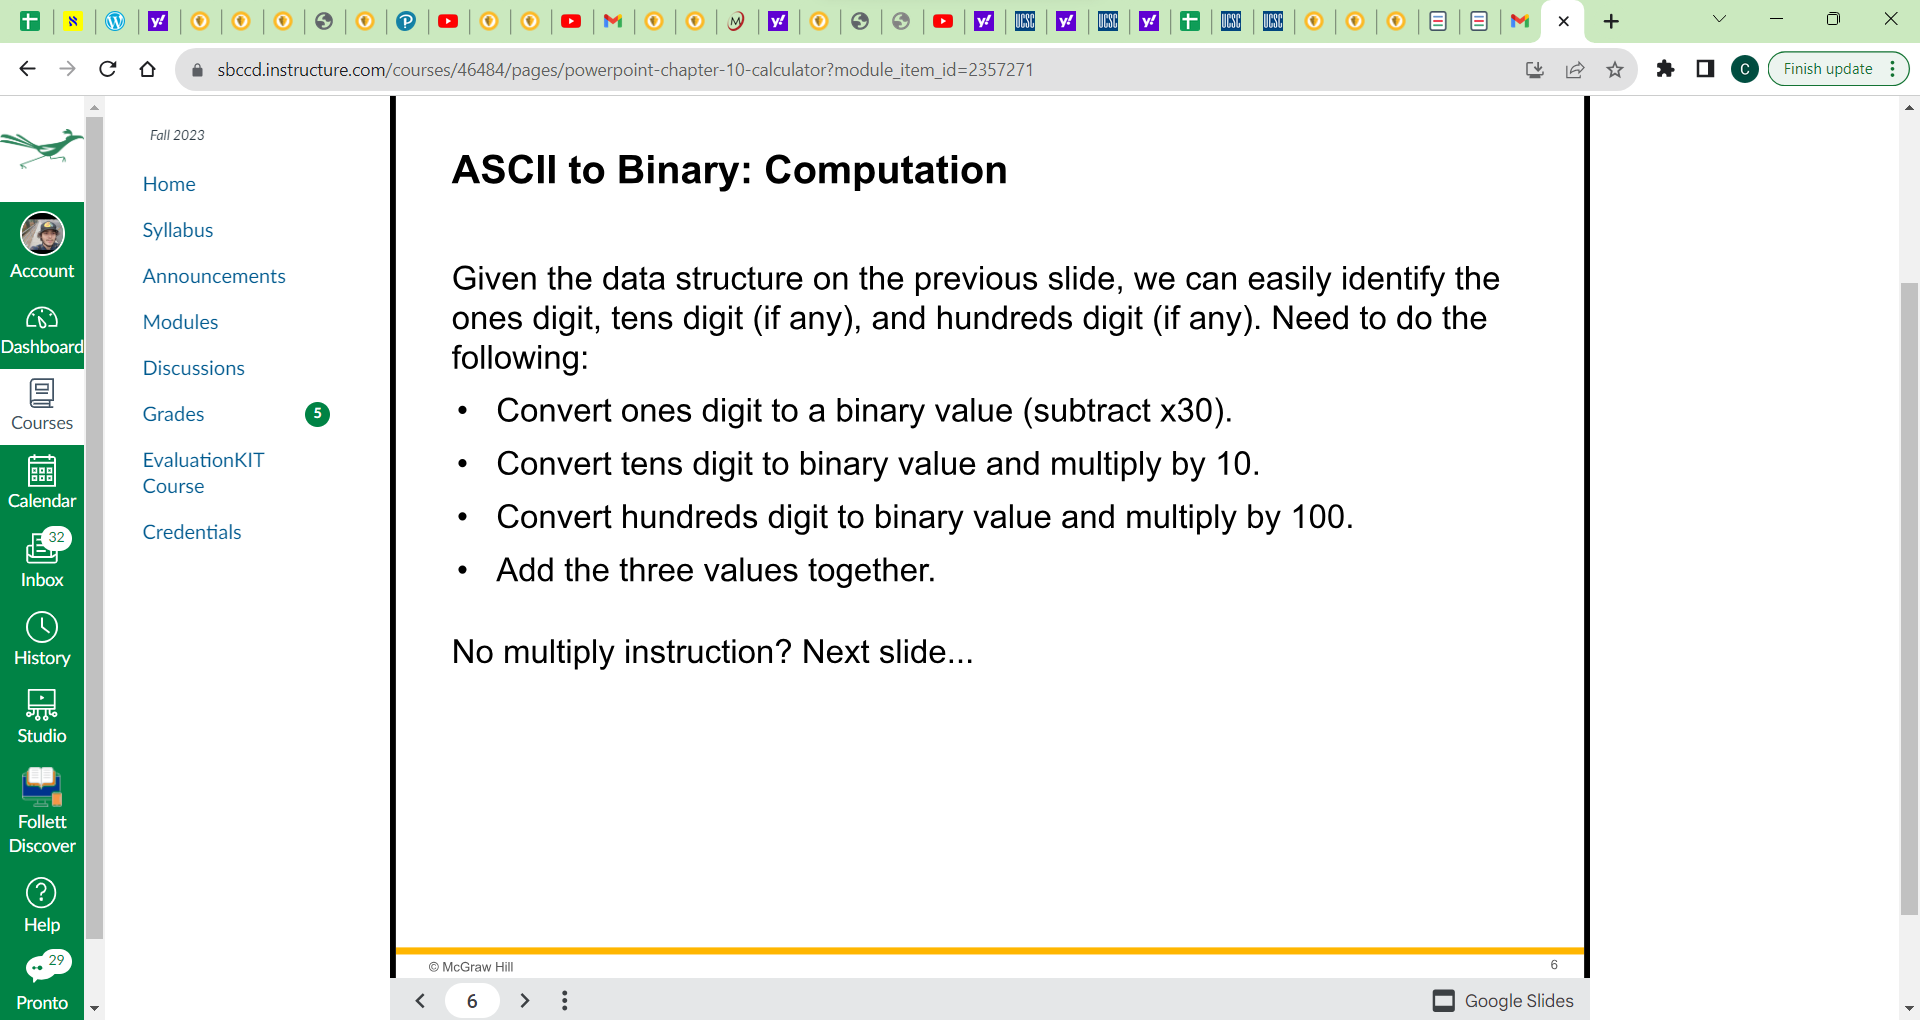 sbccd.instructure.com/courses/46484/pages/powerpoint-chapter-10-calculator?module_item_id=2357271
C
Finish update
Account
Dashboard
Courses
Calendar
32
Inbox
History
Studio
Follett
Discover
Help
29
Pronto
Fall 2023
Home
Syllabus
Announcements
Modules
Discussions
Grades
5
EvaluationKIT
Course
Credentials
ASCII to Binary: Computation
Given the data structure on the previous slide, we can easily identify the
ones digit, tens digit (if any), and hundreds digit (if any). Need to do the
following:
• Convert ones digit to a binary value (subtract x30).
• Convert tens digit to binary value and multiply by 10.
• Convert hundreds digit to binary value and multiply by 100.
• Add the three values together.
No multiply instruction? Next slide...
© McGraw Hill
6
6
Google Slides